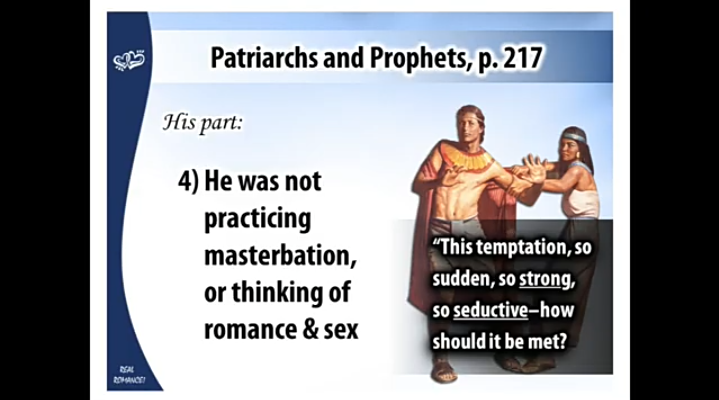 Patriarchs and Prophets, p. 217
His part:
4) He was not
practicing
masterbation,
or thinking of
romance & sex
“This temptation, so
sudden, so strong,
so seductive–how
should it be met?
REAL
ROMANCE!